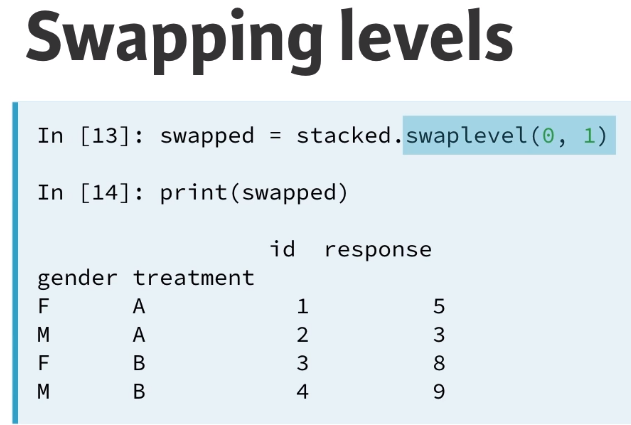 Swapping levels
In [13]: swapped = stacked.swaplevel(0, 1)
In [14]: print(swapped)
id response
gender treatment
F A 1 5
M A 2 3
F B 3 8
M B 4 9